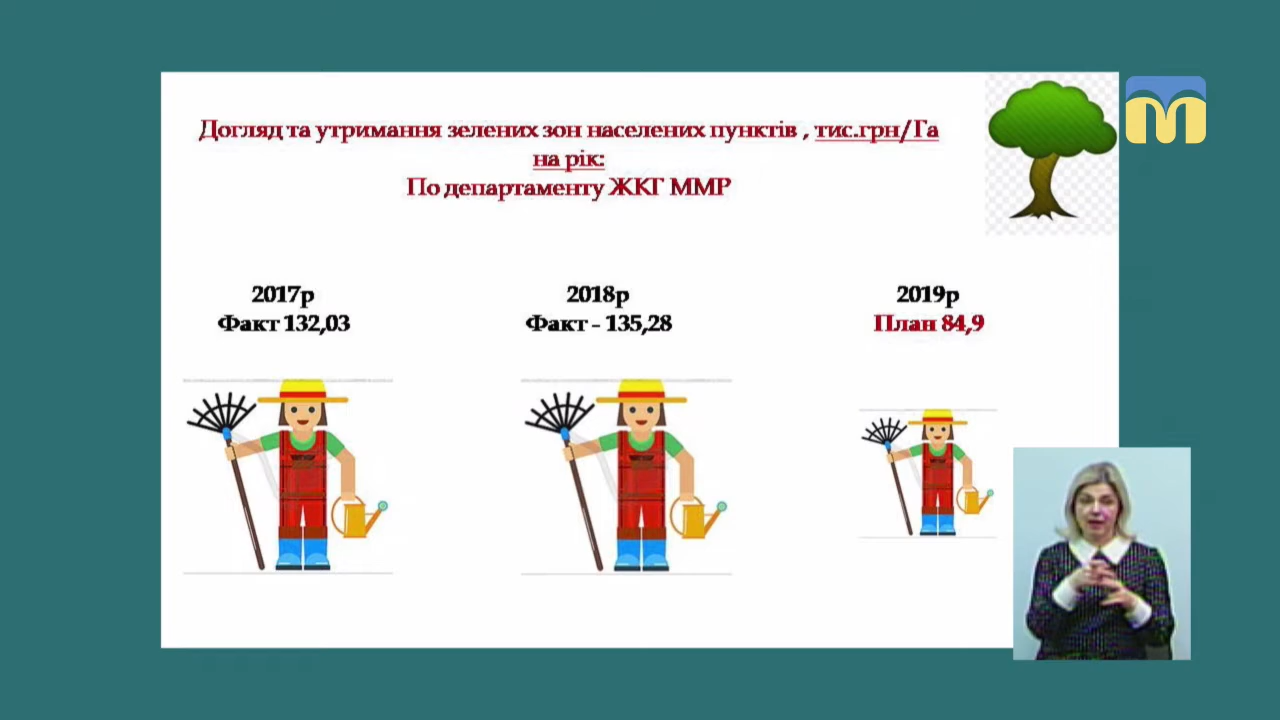 Догляд та утримання зелених зон населених пунктів , тис.грн/Га
на рік:
По департаменту ЖКГ ММР
2017р
Факт 132,03
2018р
Факт - 135,28
2019р
План 84,9